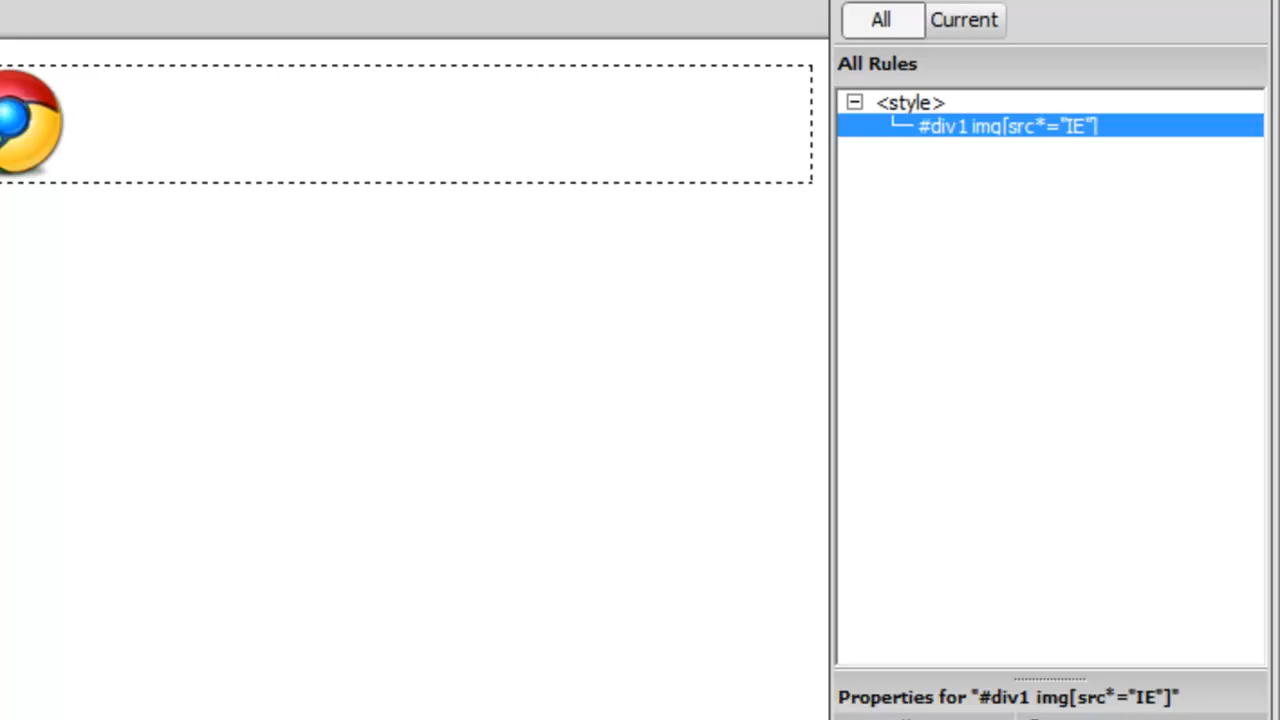 All Current
All Rules
<style>
#div1 img[src*="IE"]
Properties for "#div1 img[src*="IE"]"